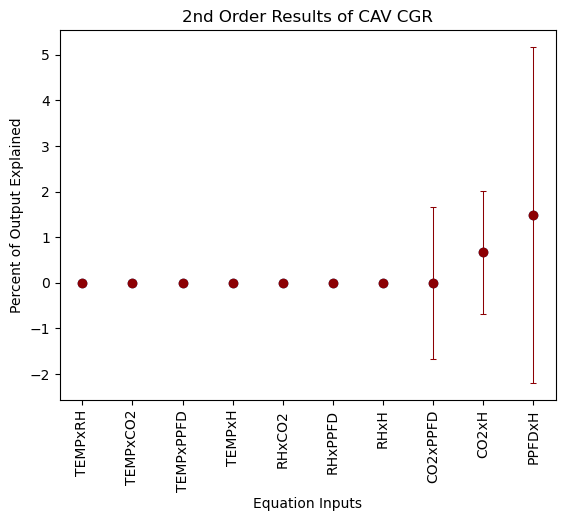 2nd Order Results of CAV CGR
Percent of Output Explained
5
4
3
2
1
0
−1
−2
TEMPxRH
TEMPxCO2
TEMPxPPFD
TEMPxH
RHxCO2
RHxPPFD
RHxH
CO2xPPFD
CO2xH
PPFDxH
Equation Inputs